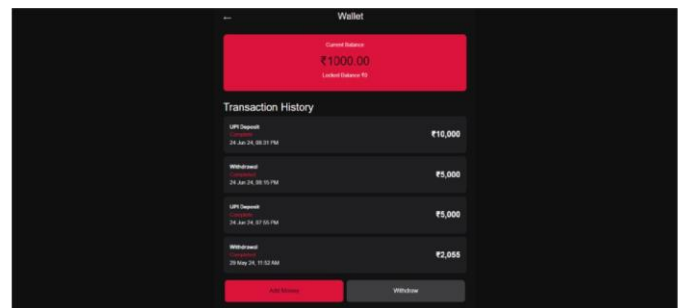 Wallet
Current Balance
₹1000.00
Locked Balance ₹0
Transaction History
UPI Deposit
Complete
24 Jun 24, 08:31 PM
₹10,000
Withdrawal
Completed
24 Jun 24, 08:15 PM
₹5,000
UPI Deposit
Complete
24 Jun 24, 07:55 PM
₹5,000
Withdrawal
Completed
29 May 24, 11:52 AM
₹2,055
Add Money
Withdraw